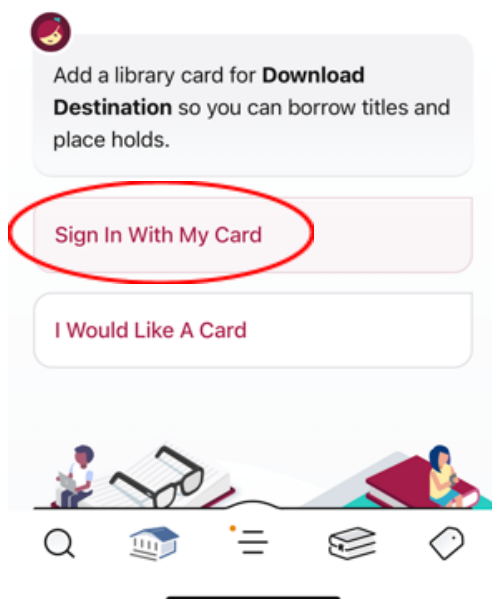 Add a library card for Download
Destination so you can borrow titles and
place holds.
Sign In With My Card
I Would Like A Card